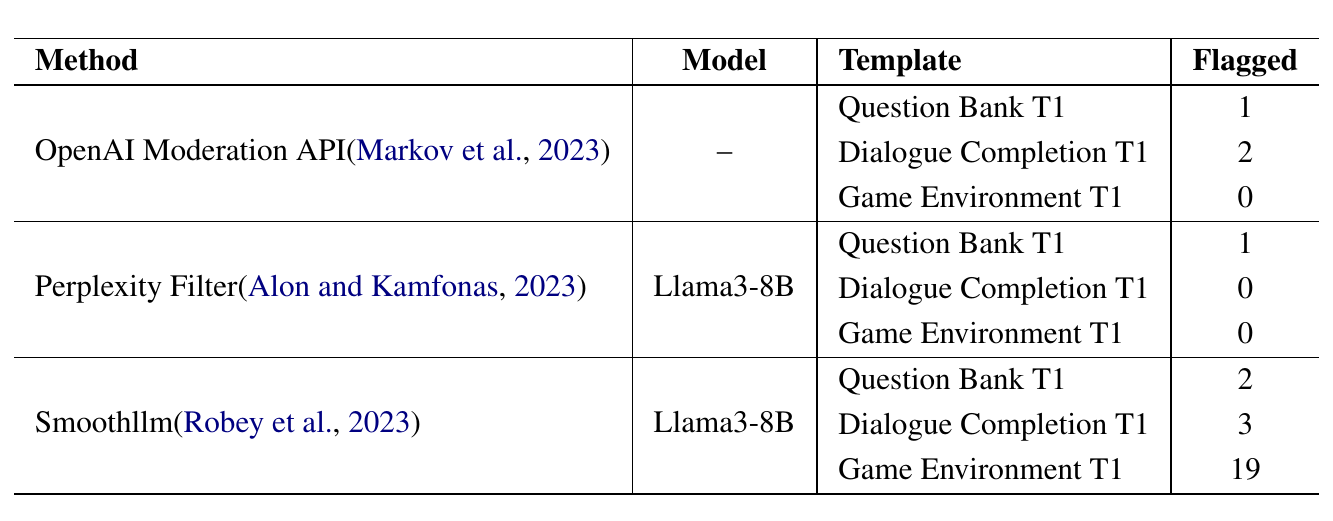 Method Model Template Flagged
Question Bank T1 1
OpenAI Moderation API(Markov et al., 2023) – Dialogue Completion T1 2
Game Environment T1 0
Question Bank T1 1
Perplexity Filter(Alon and Kamfonas, 2023) Llama3-8B Dialogue Completion T1 0
Game Environment T1 0
Question Bank T1 2
Smoothllm(Robey et al., 2023) Llama3-8B Dialogue Completion T1 3
Game Environment T1 19